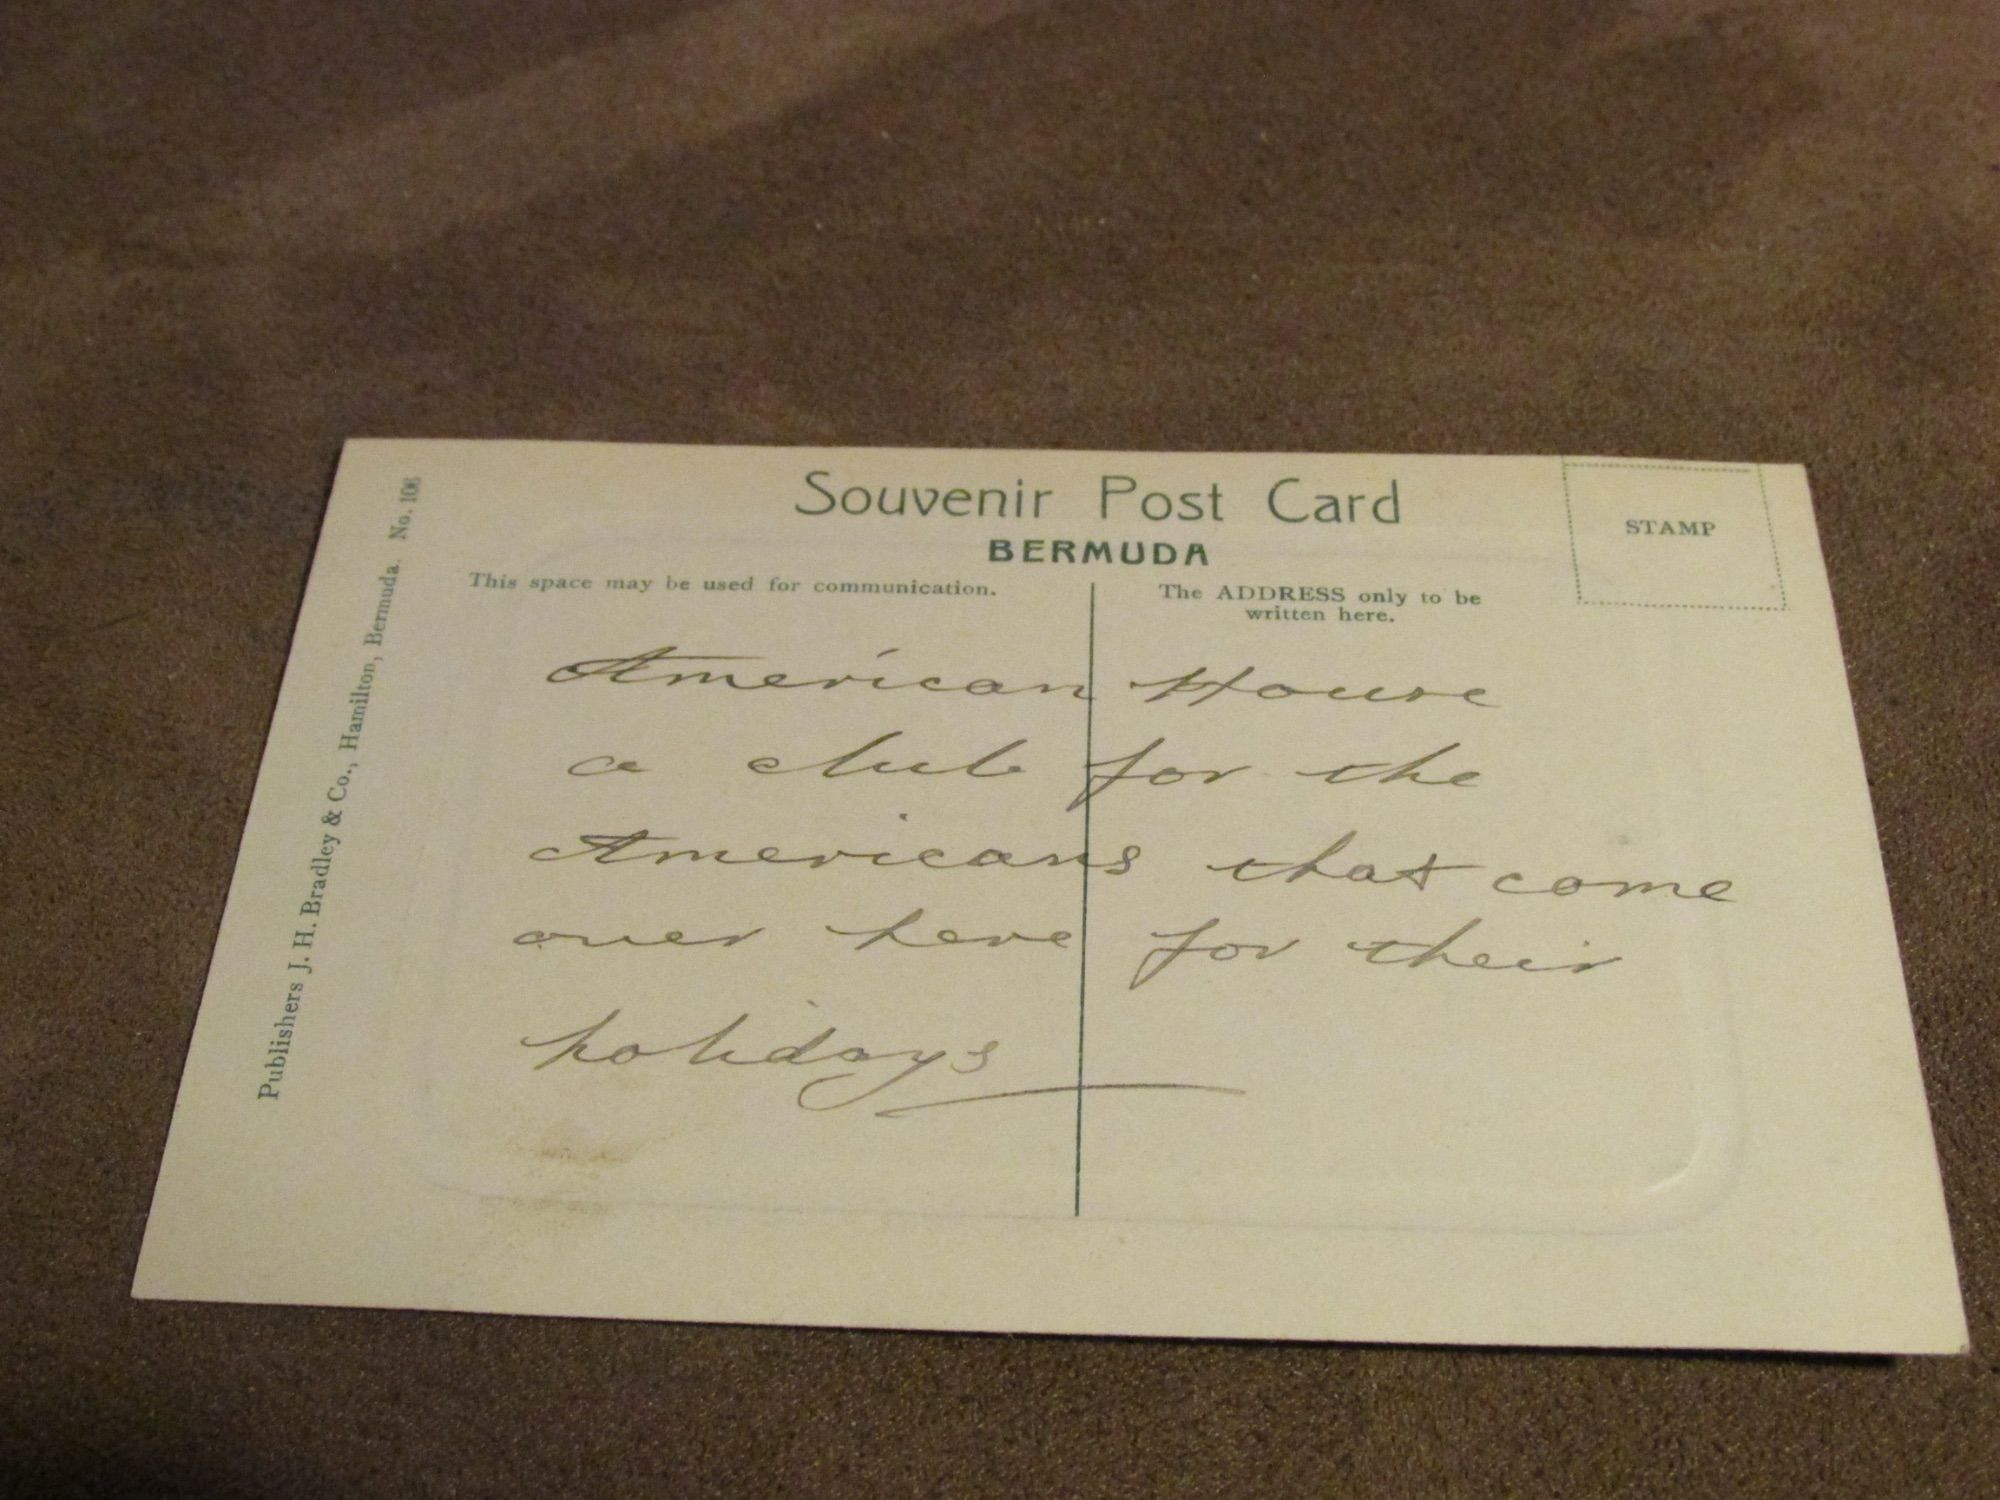 Souvenir Post Card
BERMUDA
This space may be used for communication.
The ADDRESS only to be
written here.
STAMP
American House
a club for the
Americans that come
over here for their
holidays
Publishers J. H. Bradley & Co., Hamilton, Bermuda. No. 106